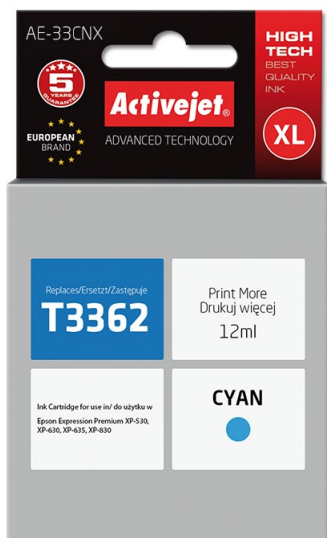 AE-33CNX
HIGH
TECH
BEST
QUALITY
INK
5
YEARS
GUARANTEE
Activejet®
EUROPEAN
BRAND
ADVANCED TECHNOLOGY
XL
Replaces/Ersetzt/Zastępuje
T3362
Print More
Drukuj więcej
12ml
Ink Cartridge for use in/ do użytku w
Epson Expression Premium XP-530,
XP-630, XP-635, XP-830
CYAN